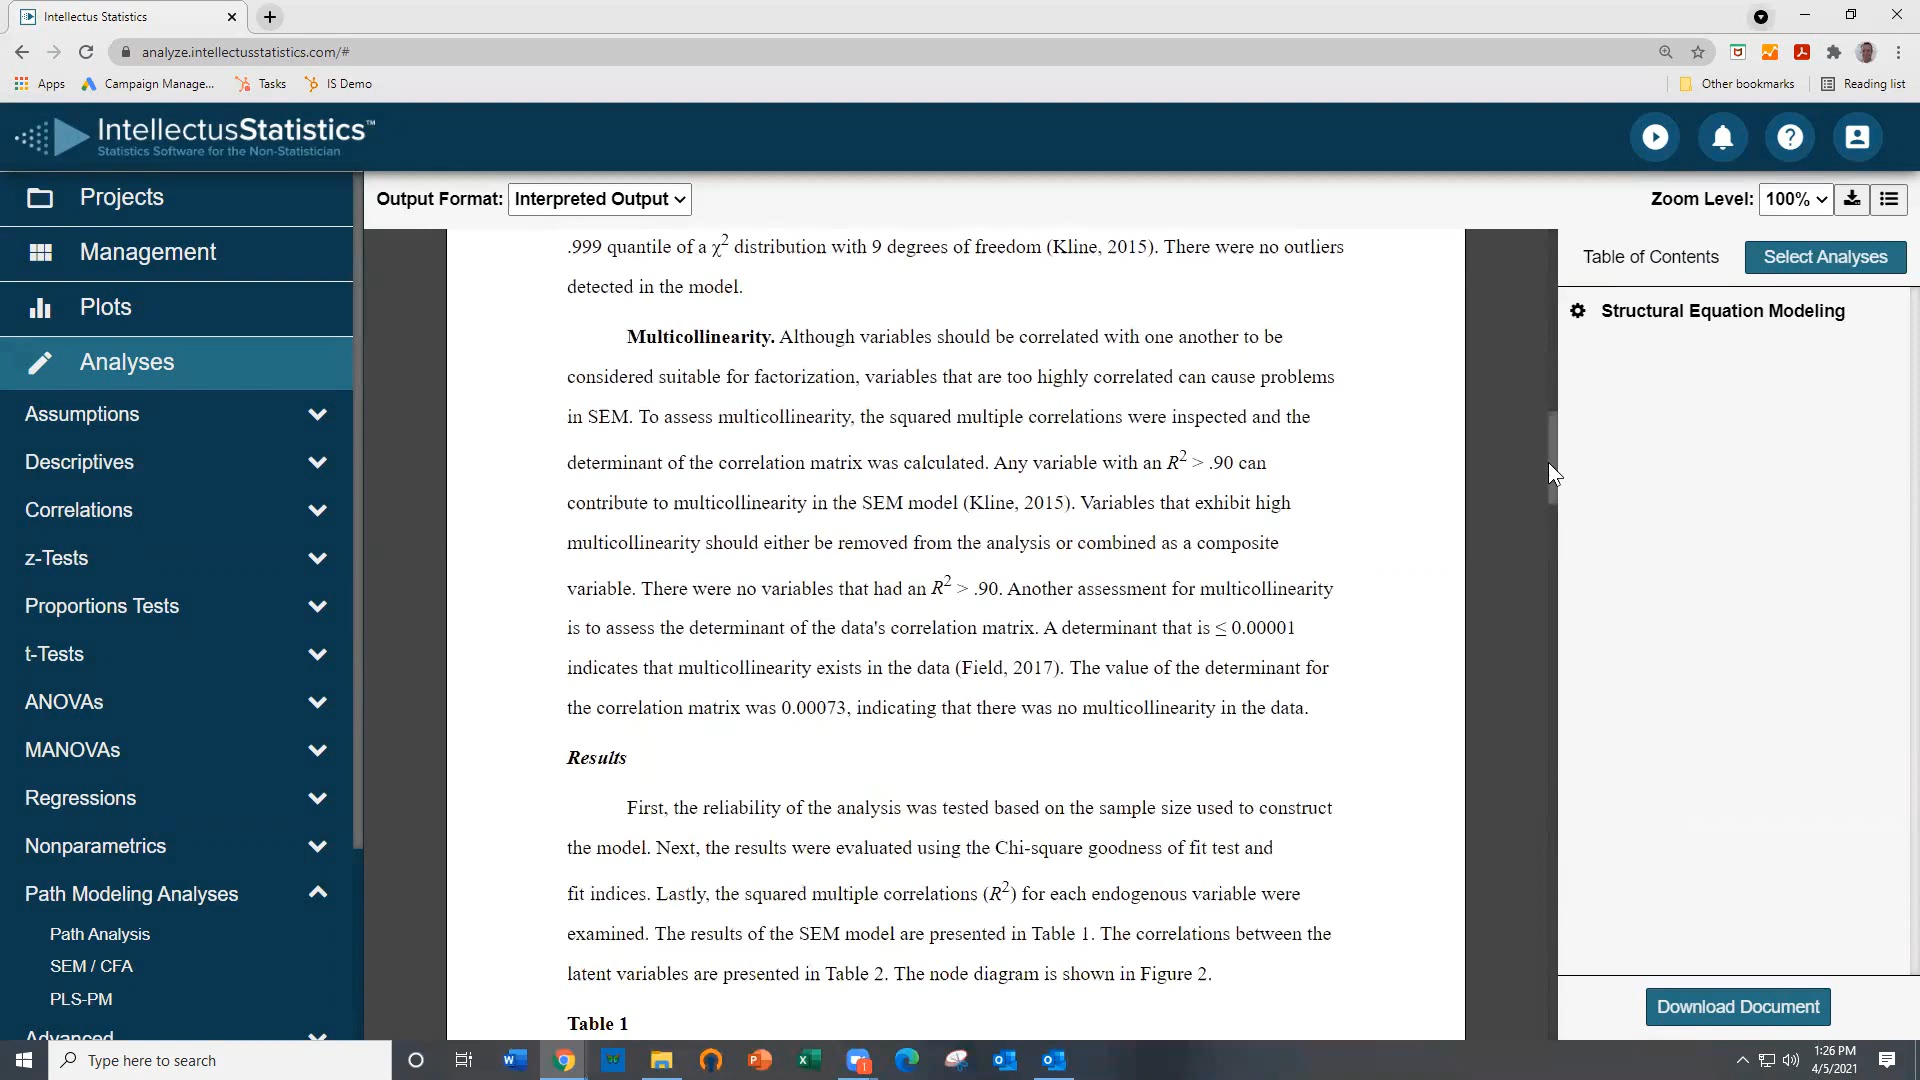 Intellectus Statistics
analyze.intellectusstatistics.com/#
Apps Campaign Manage... Tasks IS Demo Other bookmarks Reading list
IntellectusStatistics™
Statistics Software for the Non-Statistician
Projects
Management
Plots
Analyses
Assumptions
Descriptives
Correlations
z-Tests
Proportions Tests
t-Tests
ANOVAs
MANOVAs
Regressions
Nonparametrics
Path Modeling Analyses
Path Analysis
SEM / CFA
PLS-PM
Advanced
Output Format: Interpreted Output
Zoom Level: 100%
.999 quantile of a χ² distribution with 9 degrees of freedom (Kline, 2015). There were no outliers
detected in the model.
Multicollinearity. Although variables should be correlated with one another to be
considered suitable for factorization, variables that are too highly correlated can cause problems
in SEM. To assess multicollinearity, the squared multiple correlations were inspected and the
determinant of the correlation matrix was calculated. Any variable with an R² > .90 can
contribute to multicollinearity in the SEM model (Kline, 2015). Variables that exhibit high
multicollinearity should either be removed from the analysis or combined as a composite
variable. There were no variables that had an R² > .90. Another assessment for multicollinearity
is to assess the determinant of the data's correlation matrix. A determinant that is ≤ 0.00001
indicates that multicollinearity exists in the data (Field, 2017). The value of the determinant for
the correlation matrix was 0.00073, indicating that there was no multicollinearity in the data.
Results
First, the reliability of the analysis was tested based on the sample size used to construct
the model. Next, the results were evaluated using the Chi-square goodness of fit test and
fit indices. Lastly, the squared multiple correlations (R²) for each endogenous variable were
examined. The results of the SEM model are presented in Table 1. The correlations between the
latent variables are presented in Table 2. The node diagram is shown in Figure 2.
Table 1
Table of Contents
Select Analyses
Structural Equation Modeling
Download Document
Type here to search
1:26 PM
4/5/2021